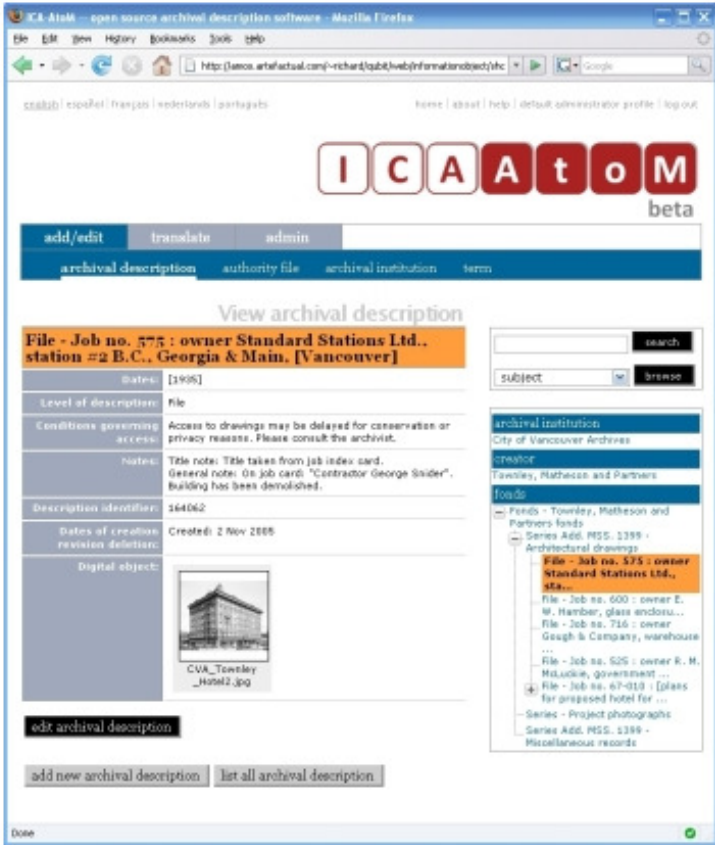 ICA-AtoM -- open source archival description software - Mozilla Firefox
File Edit View History Bookmarks Tools Help
http://lamos.artefactual.com/~richard/qubit/web/informationobject/shc
Google
english | español | français | nederlands | português
home | about | help | default administrator profile | log out
ICAAtoM
beta
add/edit translate admin
archival description authority file archival institution term
View archival description
File - Job no. 575 : owner Standard Stations Ltd.,
station #2 B.C., Georgia & Main, [Vancouver]
Dates: [1935]
Level of description: File
Conditions governing access: Access to drawings may be delayed for conservation or
privacy reasons. Please consult the archivist.
Notes: Title note: Title taken from job index card.
General note: On job card: "Contractor George Snider".
Building has been demolished.
Description identifier: 164062
Dates of creation revision deletion: Created: 2 Nov 2005
Digital object:
CVA_Townley
_Hotel2.jpg
edit archival description
add new archival description list all archival description
search
subject browse
archival institution
City of Vancouver Archives
creator
Townley, Matheson and Partners
fonds
Fonds - Townley, Matheson and
Partners fonds
Series Add. MSS. 1399 -
Architectural drawings
File - Job no. 575 : owner
Standard Stations Ltd.,
sta...
File - Job no. 600 : owner E.
W. Hamber, glass enclosu...
File - Job no. 716 : owner
Gough & Company, warehouse
...
File - Job no. 525 : owner R. M.
McLuckie, government ...
File - Job no. 67-010 : [plans
for proposed hotel for ...
Series - Project photographs
Series Add. MSS. 1399 -
Miscellaneous records
Done